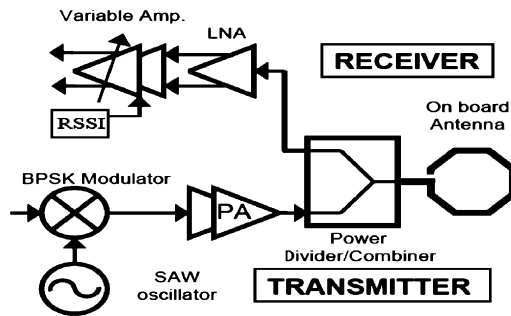 Variable Amp.
LNA
RECEIVER
RSSI
On board
Antenna
BPSK Modulator
PA
Power
Divider/Combiner
SAW
oscillator
TRANSMITTER